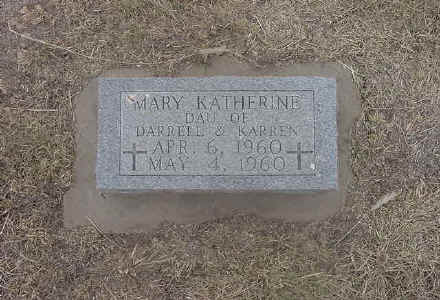 MARY KATHERINE
DAU OF
DARRELL & KARREN
APR. 6, 1960
MAY 4, 1960